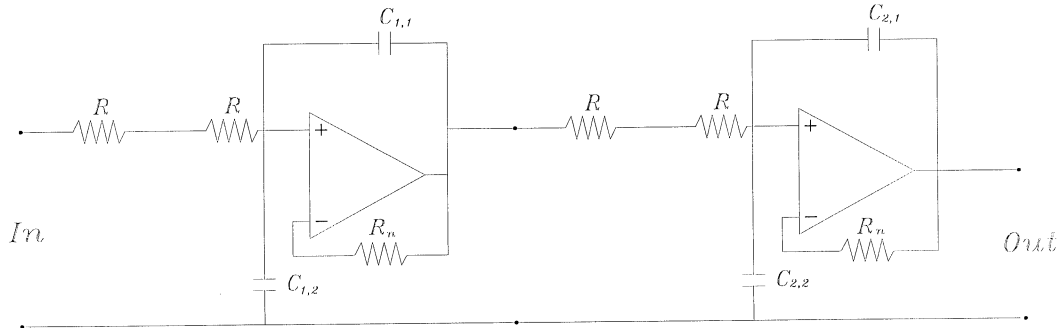 C1,1
C2,1
R
R
R
R
+
+
−
Rn
−
Rn
In
Out
C1,2
C2,2